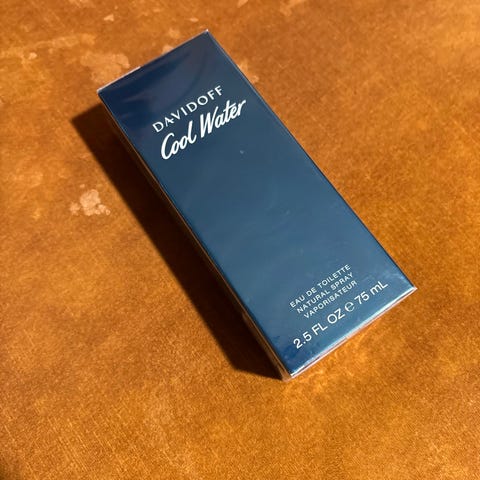 DAVIDOFF
Cool Water
EAU DE TOILETTE
NATURAL SPRAY
VAPORISATEUR
2.5 FL OZ ℮ 75 mL